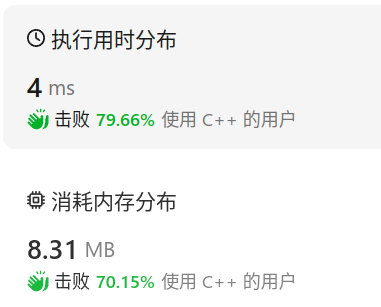 执行用时分布
4 ms
击败 79.66% 使用 C++ 的用户
消耗内存分布
8.31 MB
击败 70.15% 使用 C++ 的用户